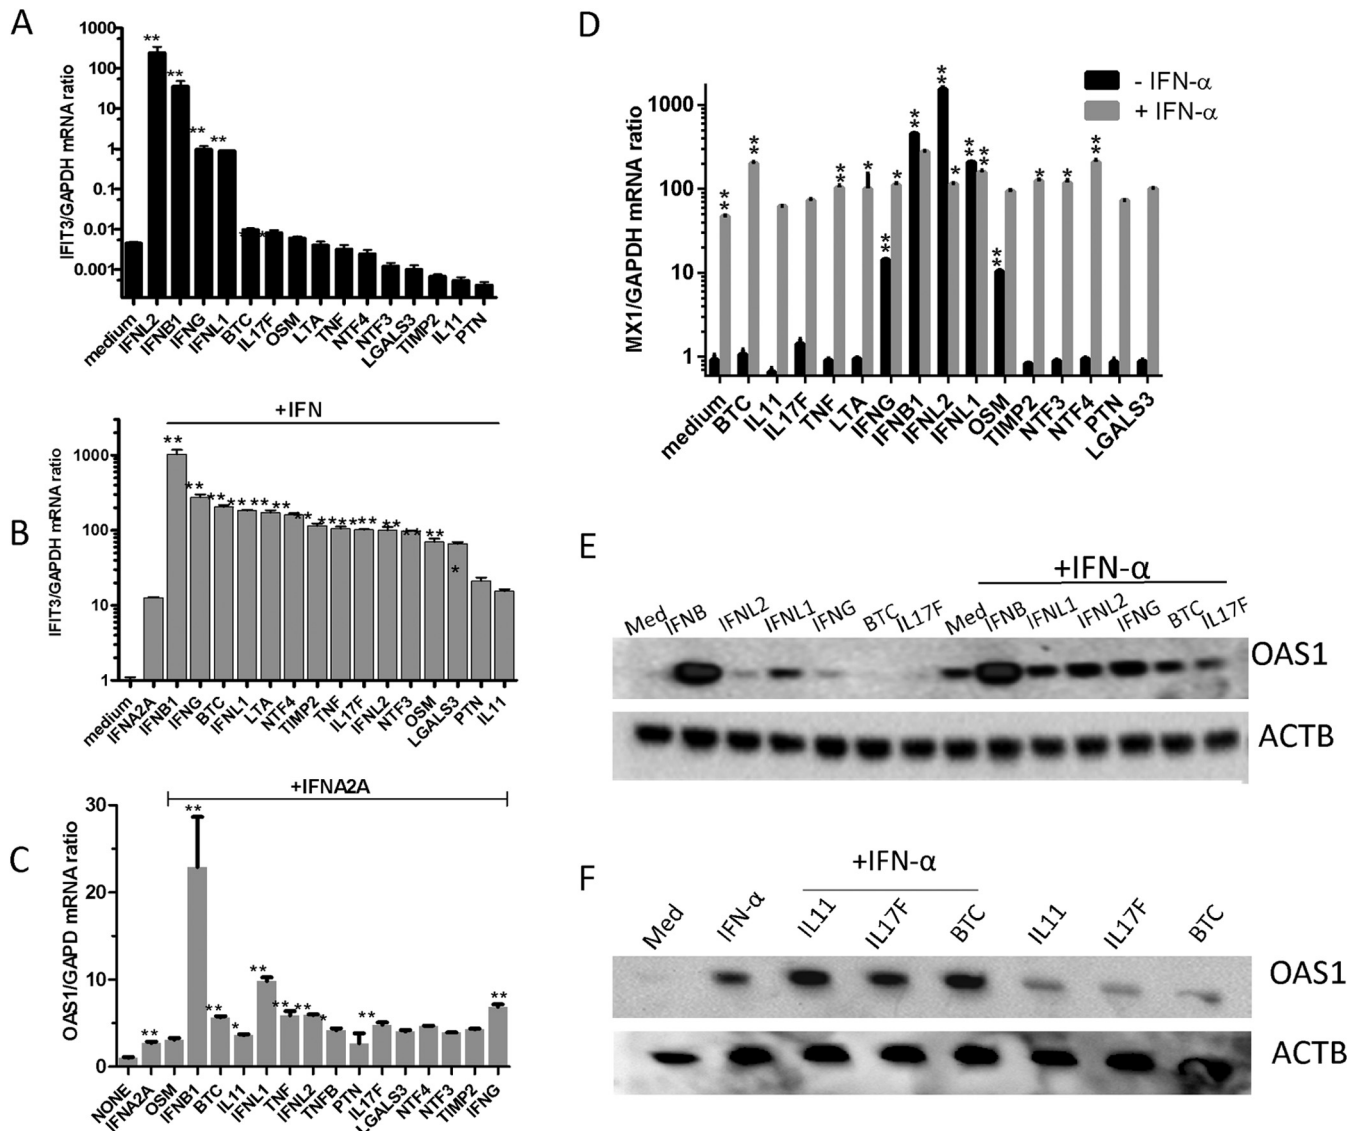 A
IFIT3/GAPDH mRNA ratio
1000
100
10
1
0.1
0.01
0.001
** ** ** ** * *
medium IFNL2 IFNB1 IFNG IFNL1 BTC IL17F OSM LTA TNF NTF4 NTF3 LGALS3 TIMP2 IL11 PTN
B
+IFN
IFIT3/GAPDH mRNA ratio
1000
100
10
1
** ** ** ** ** ** ** ** ** ** ** ** ** *
medium IFNA2A IFNB1 IFNG BTC IFNL1 LTA NTF4 TIMP2 TNF IL17F IFNL2 NTF3 OSM LGALS3 PTN IL11
C
+IFNA2A
OAS1/GAPD mRNA ratio
30
20
10
0
** ** ** * ** ** ** * ** **
NONE IFNA2A OSM IFNB1 BTC IL11 IFNL1 TNF IFNL2 TNFB PTN IL17F LGALS3 NTF4 NTF3 TIMP2 IFNG
D
- IFN-α
+ IFN-α
MX1/GAPDH mRNA ratio
1000
100
10
1
** ** ** * ** * ** ** * ** ** ** * * **
medium BTC IL11 IL17F TNF LTA IFNG IFNB1 IFNL2 IFNL1 OSM TIMP2 NTF3 NTF4 PTN LGALS3
E
+IFN-α
Med IFNB IFNL2 IFNL1 IFNG BTC IL17F Med IFNB IFNL1 IFNL2 IFNG BTC IL17F
OAS1
ACTB
F
+IFN-α
Med IFN-α IL11 IL17F BTC IL11 IL17F BTC
OAS1
ACTB